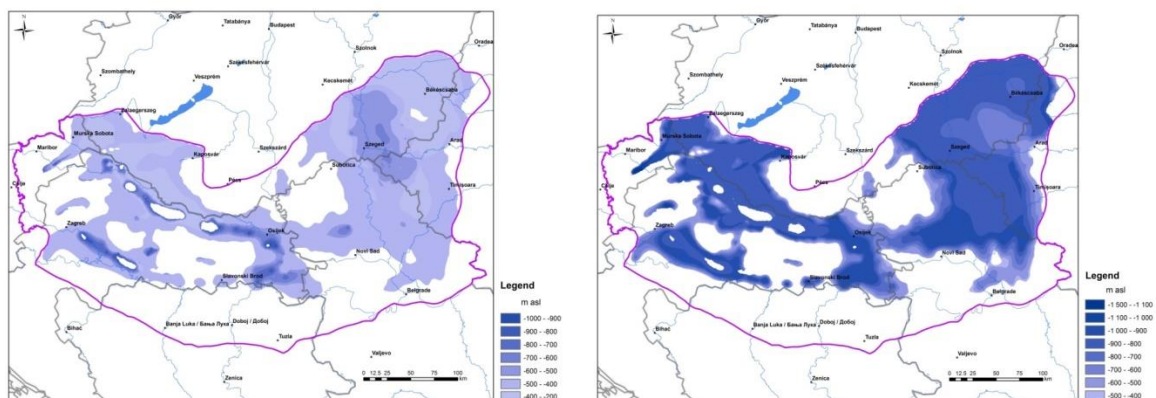 N
Győr
Tatabánya
Budapest
Oradea
Szolnok
Szombathely
Székesfehérvár
Veszprém
Kecskemét
Békéscsaba
Zalaegerszeg
Murska Sobota
Maribor
Kaposvár
Szekszárd
Szeged
Arad
Subotica
Celje
Pécs
Timişoara
Zagreb
Osijek
Novi Sad
Slavonski Brod
Belgrade
Bihać
Banja Luka / Бања Лука
Doboj / Добој
Tuzla
Valjevo
Zenica
0 12.5 25 50 75 100
km
Legend
m asl
-1000 - -900
-900 - -800
-800 - -700
-700 - -600
-600 - -500
-500 - -400
-400 - -200
N
Győr
Tatabánya
Budapest
Oradea
Szolnok
Szombathely
Székesfehérvár
Veszprém
Kecskemét
Békéscsaba
Zalaegerszeg
Murska Sobota
Maribor
Kaposvár
Szekszárd
Szeged
Arad
Subotica
Celje
Pécs
Timişoara
Zagreb
Osijek
Novi Sad
Slavonski Brod
Belgrade
Bihać
Banja Luka / Бања Лука
Doboj / Добој
Tuzla
Valjevo
Zenica
0 12.5 25 50 75 100
km
Legend
m asl
-1 500 - -1 100
-1 100 - -1 000
-1 000 - -900
-900 - -800
-800 - -700
-700 - -600
-600 - -500
-500 - -400